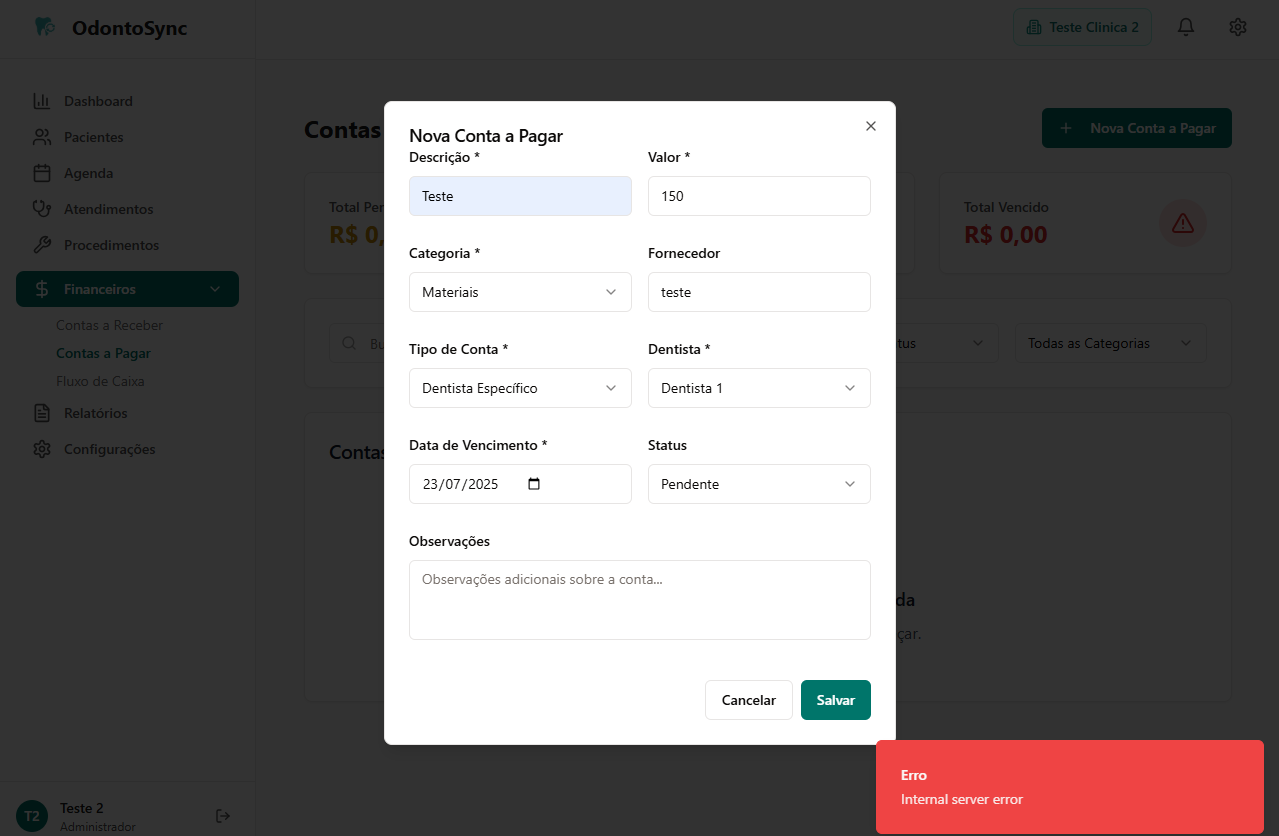 OdontoSync
Teste Clinica 2
Dashboard
Pacientes
Agenda
Atendimentos
Procedimentos
Financeiros
Contas a Receber
Contas a Pagar
Fluxo de Caixa
Relatórios
Configurações
Teste 2
Administrador
T2
Contas
Nova Conta a Pagar
Total Pen
R$ 0,
Total Vencido
R$ 0,00
Bu
tus
Todas as Categorias
Contas
da
çar.
Nova Conta a Pagar
Descrição * Valor *
Teste 150
Categoria * Fornecedor
Materiais teste
Tipo de Conta * Dentista *
Dentista Específico Dentista 1
Data de Vencimento * Status
23/07/2025 Pendente
Observações
Observações adicionais sobre a conta...
Cancelar Salvar
Erro
Internal server error